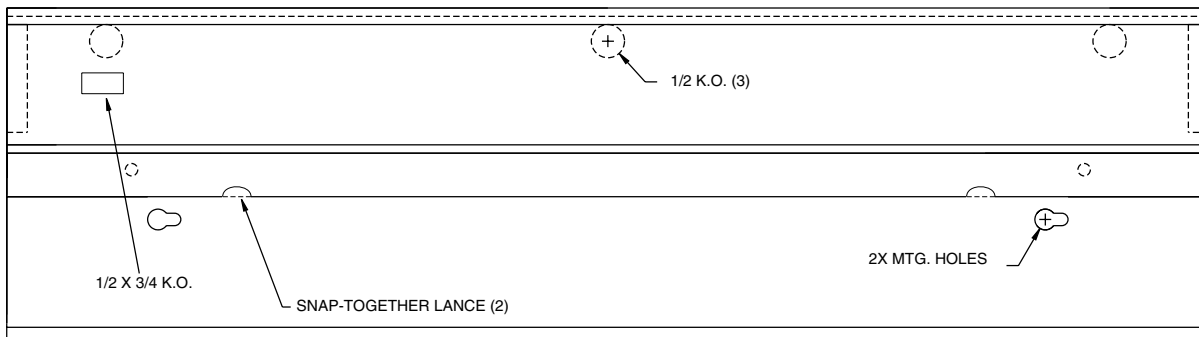 1/2 K.O. (3)
2X MTG. HOLES
1/2 X 3/4 K.O.
SNAP-TOGETHER LANCE (2)